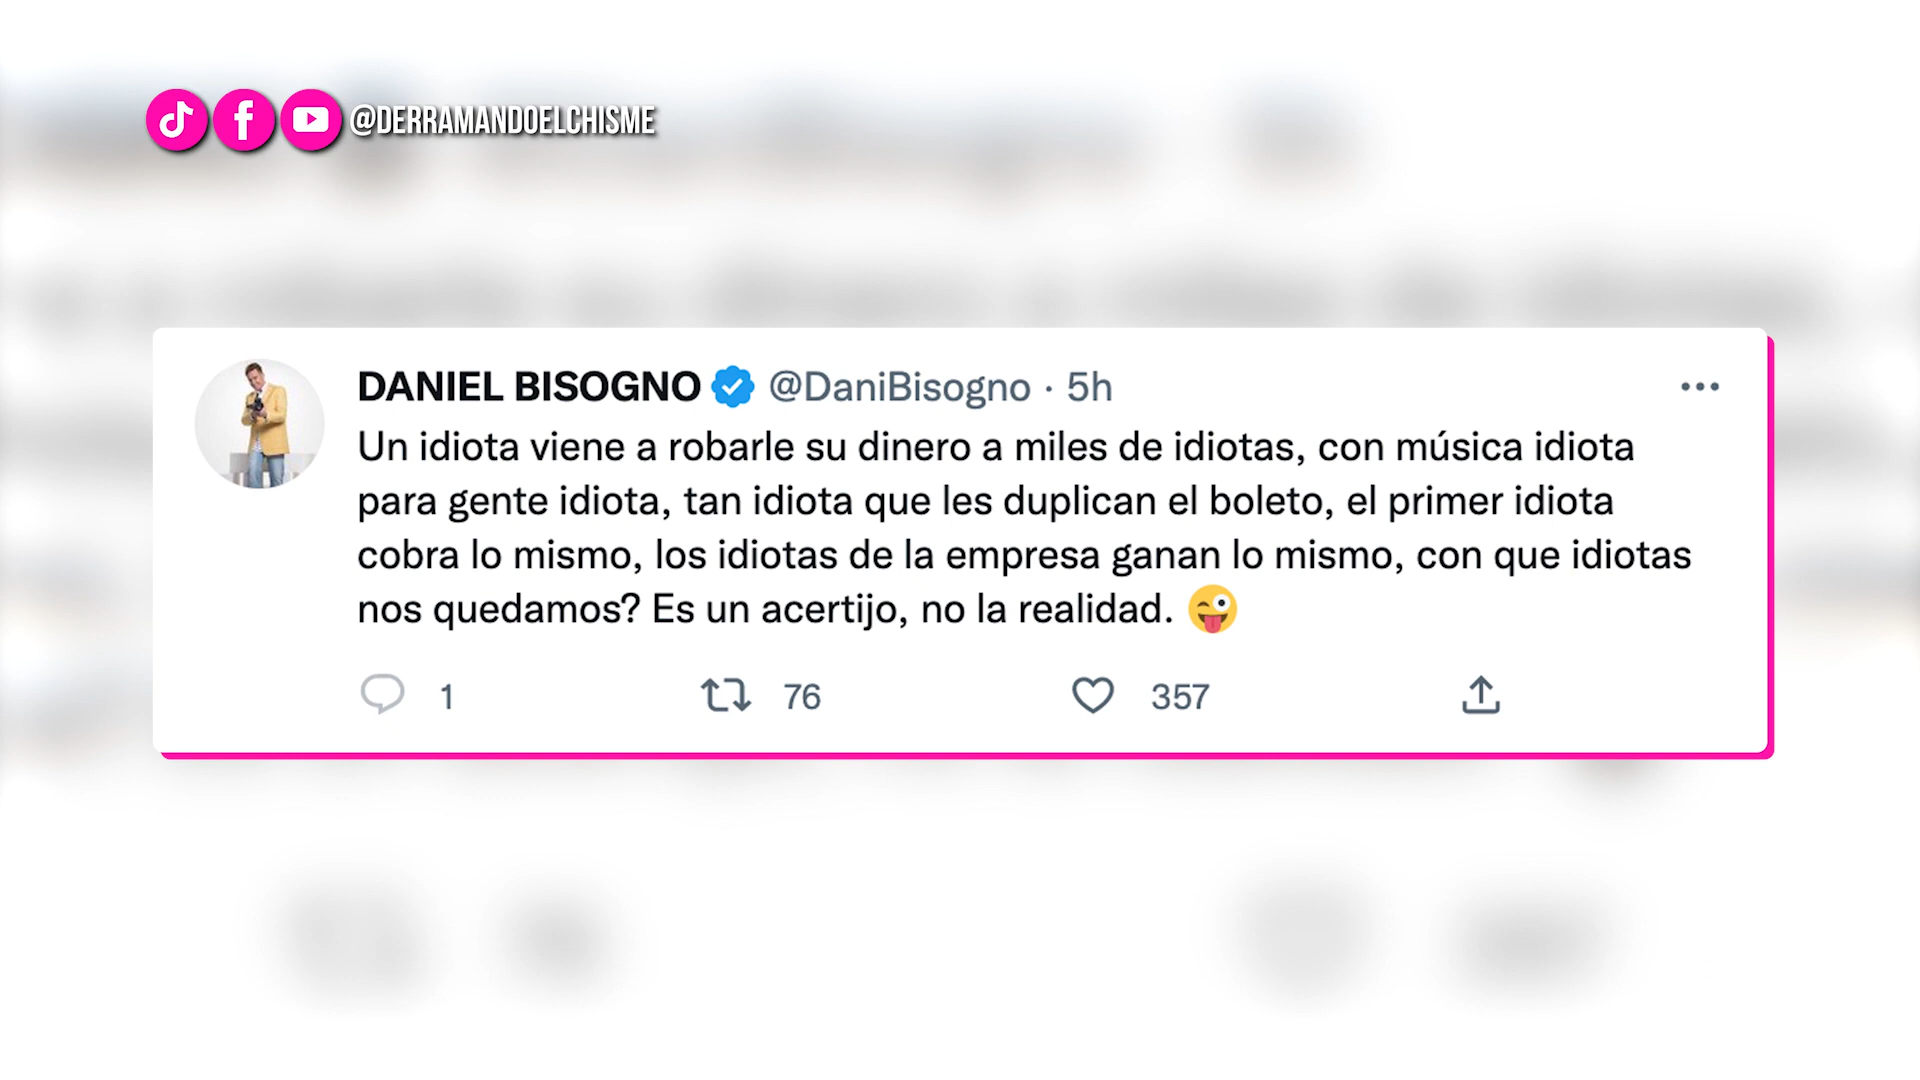 @DERRAMANDOELCHISME
DANIEL BISOGNO @DaniBisogno · 5h
Un idiota viene a robarle su dinero a miles de idiotas, con música idiota
para gente idiota, tan idiota que les duplican el boleto, el primer idiota
cobra lo mismo, los idiotas de la empresa ganan lo mismo, con que idiotas
nos quedamos? Es un acertijo, no la realidad. 😜
1 76 357